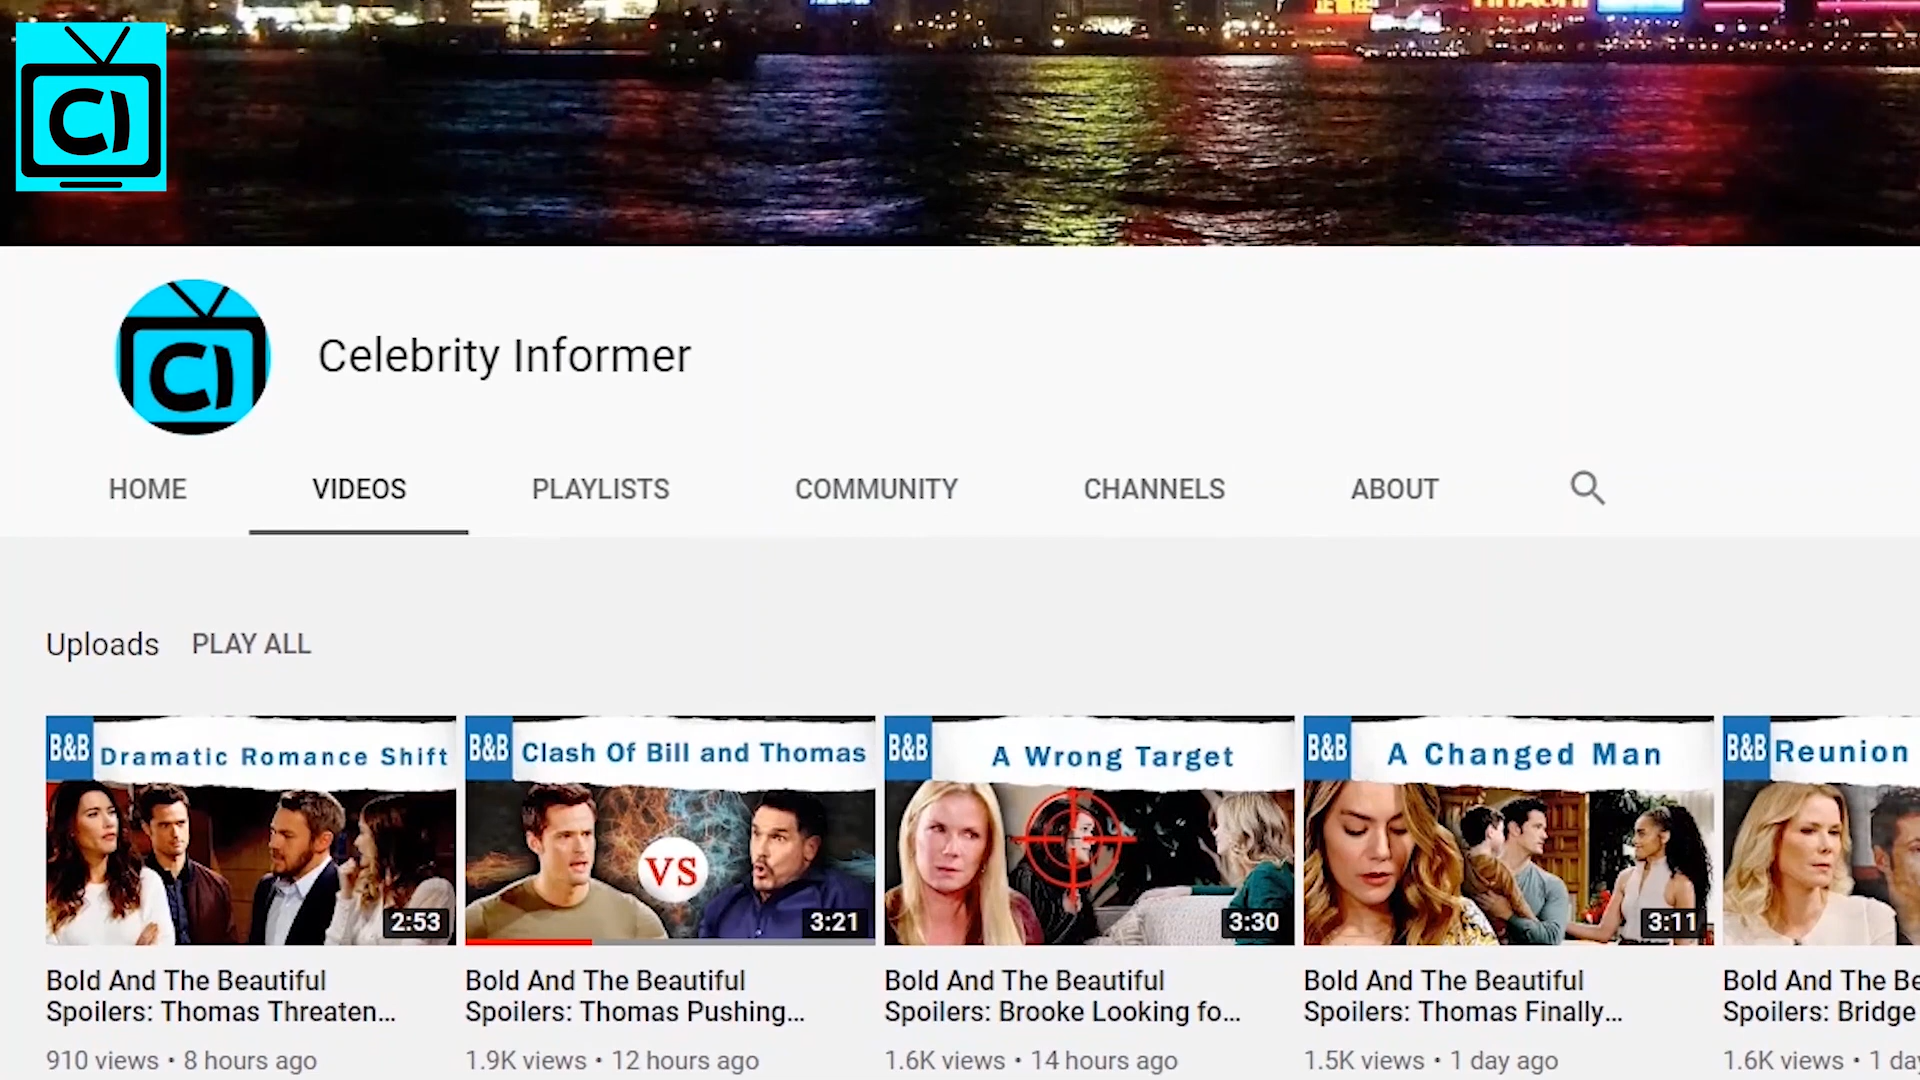 HITACHI
CI
CI
Celebrity Informer
HOME VIDEOS PLAYLISTS COMMUNITY CHANNELS ABOUT
Uploads PLAY ALL
B&B Dramatic Romance Shift
2:53
B&B Clash Of Bill and Thomas
VS
3:21
B&B A Wrong Target
3:30
B&B A Changed Man
3:11
B&B Reunion
Bold And The Beautiful
Spoilers: Thomas Threaten...
910 views • 8 hours ago
Bold And The Beautiful
Spoilers: Thomas Pushing...
1.9K views • 12 hours ago
Bold And The Beautiful
Spoilers: Brooke Looking fo...
1.6K views • 14 hours ago
Bold And The Beautiful
Spoilers: Thomas Finally...
1.5K views • 1 day ago
Bold And The Be
Spoilers: Bridge
1.6K views • 1 day